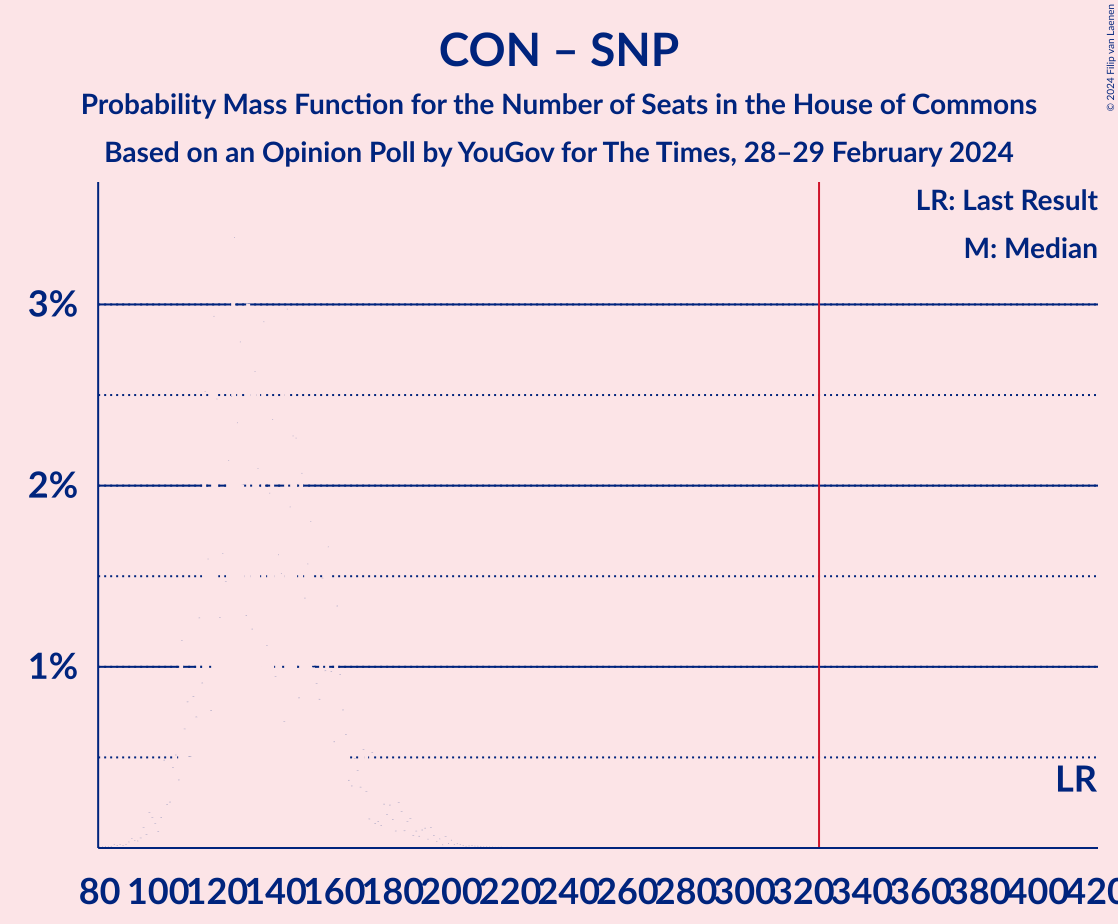 CON – SNP
Probability Mass Function for the Number of Seats in the House of Commons
Based on an Opinion Poll by YouGov for The Times, 28–29 February 2024
© 2024 Filip van Laenen
LR: Last Result
M: Median
3%
2%
1%
LR
80 100 120 140 160 180 200 220 240 260 280 300 320 340 360 380 400 420